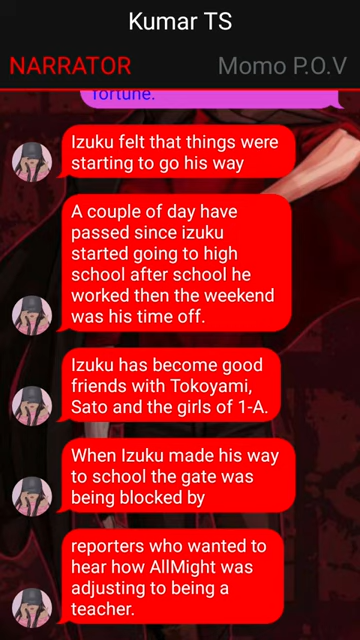 Kumar TS
NARRATOR
Momo P.O.V
fortune.
Izuku felt that things were
starting to go his way
A couple of day have
passed since izuku
started going to high
school after school he
worked then the weekend
was his time off.
Izuku has become good
friends with Tokoyami,
Sato and the girls of 1-A.
When Izuku made his way
to school the gate was
being blocked by
reporters who wanted to
hear how AllMight was
adjusting to being a
teacher.